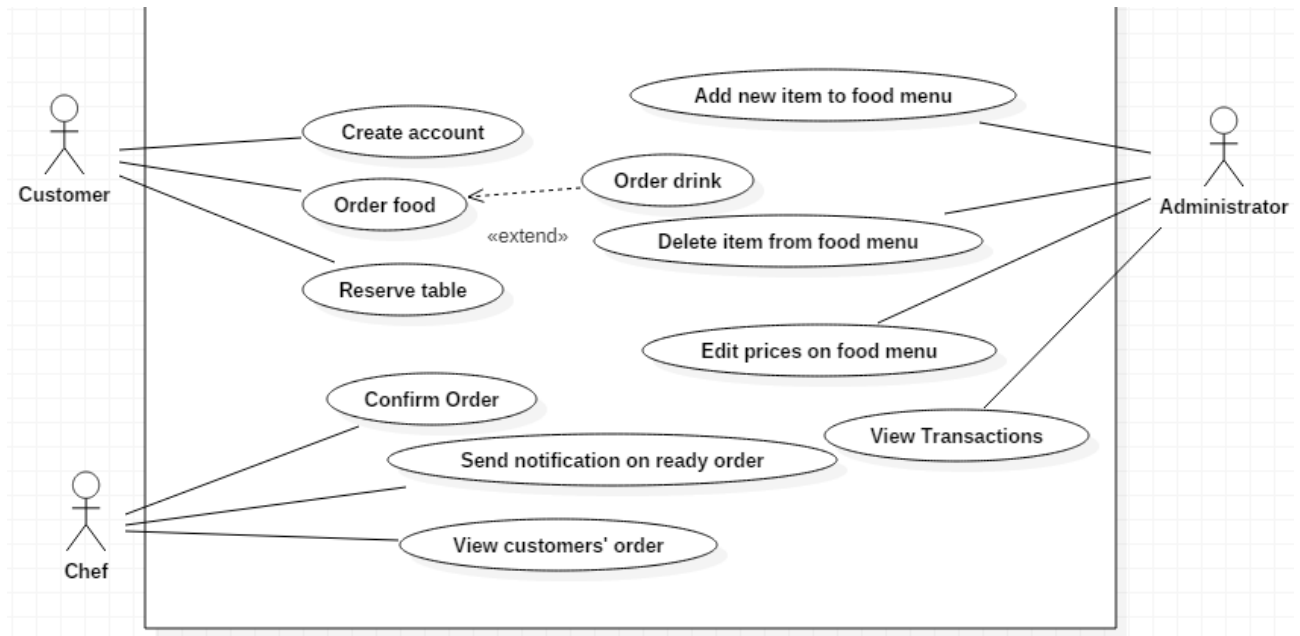 Add new item to food menu
Create account
Customer
Order food
Order drink
Administrator
«extend»
Delete item from food menu
Reserve table
Edit prices on food menu
Confirm Order
View Transactions
Send notification on ready order
View customers' order
Chef